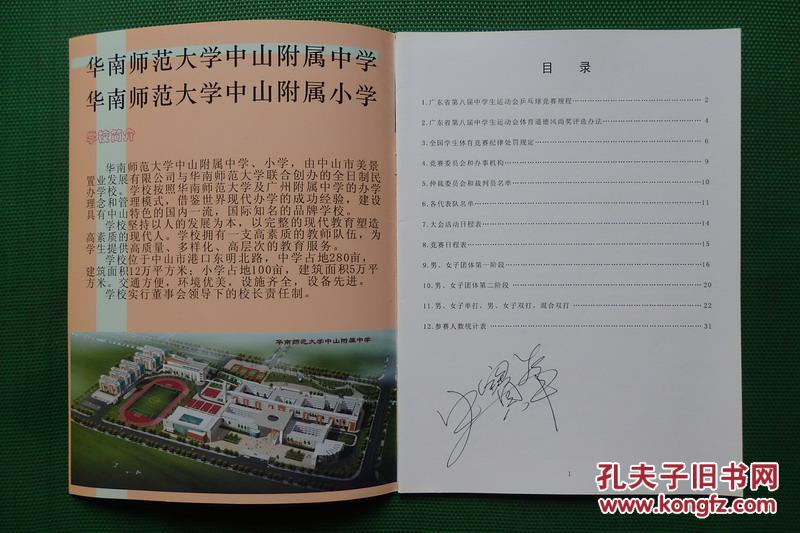 华南师范大学中山附属中学
华南师范大学中山附属小学
学校简介
华南师范大学中山附属中学、小学，由中山市美景
置业发展有限公司与华南师范大学联合创办的全日制民
办学校。学校按照华南师范大学及广州附属中学的办学
理念和管理模式，借鉴世界现代办学的成功经验，建设
具有中山特色的国内一流，国际知名的品牌学校。
学校坚持以人的发展为本，以完整的现代教育塑造
高素质的现代人。学校拥有一支高素质的教师队伍，为
学生提供高质量、多样化、高层次的教育服务。
学校位于中山市港口东明北路，中学占地280亩，
建筑面积12万平方米；小学占地100亩，建筑面积5万平
方米。交通方便，环境优美，设施齐全，设备先进。
学校实行董事会领导下的校长责任制。
华南师范大学中山附属中学
目 录
1.广东省第八届中学生运动会乒乓球竞赛规程 2
2.广东省第八届中学生运动会体育道德风尚奖评选办法 4
3.全国学生体育竞赛纪律处罚规定 6
4.竞赛委员会和办事机构 9
5.仲裁委员会和裁判员名单 10
6.各代表队名单 11
7.大会活动日程表 14
8.竞赛日程表 15
9.男、女子团体第一阶段 16
10.男、女子团体第二阶段 20
11.男、女子单打，男、女子双打，混合双打 22
12.参赛人数统计表 31
1
孔夫子旧书网
www.kongfz.com